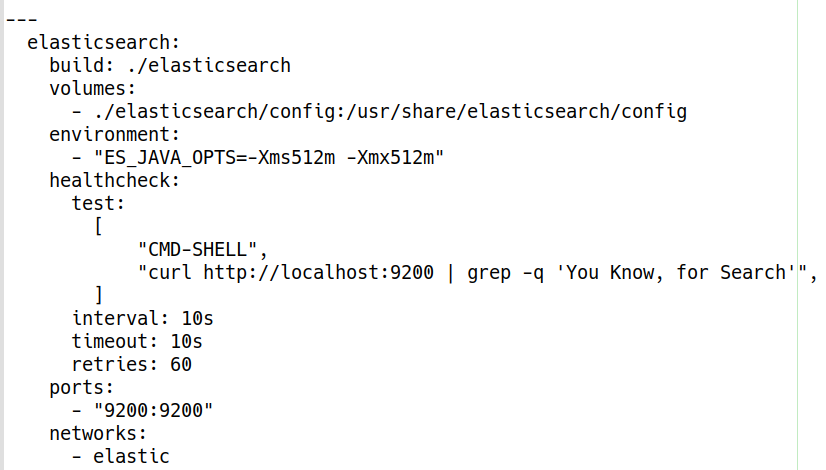 ---
  elasticsearch:
    build: ./elasticsearch
    volumes:
      - ./elasticsearch/config:/usr/share/elasticsearch/config
    environment:
      - "ES_JAVA_OPTS=-Xms512m -Xmx512m"
    healthcheck:
      test:
        [
            "CMD-SHELL",
            "curl http://localhost:9200 | grep -q 'You Know, for Search'",
        ]
      interval: 10s
      timeout: 10s
      retries: 60
    ports:
      - "9200:9200"
    networks:
      - elastic